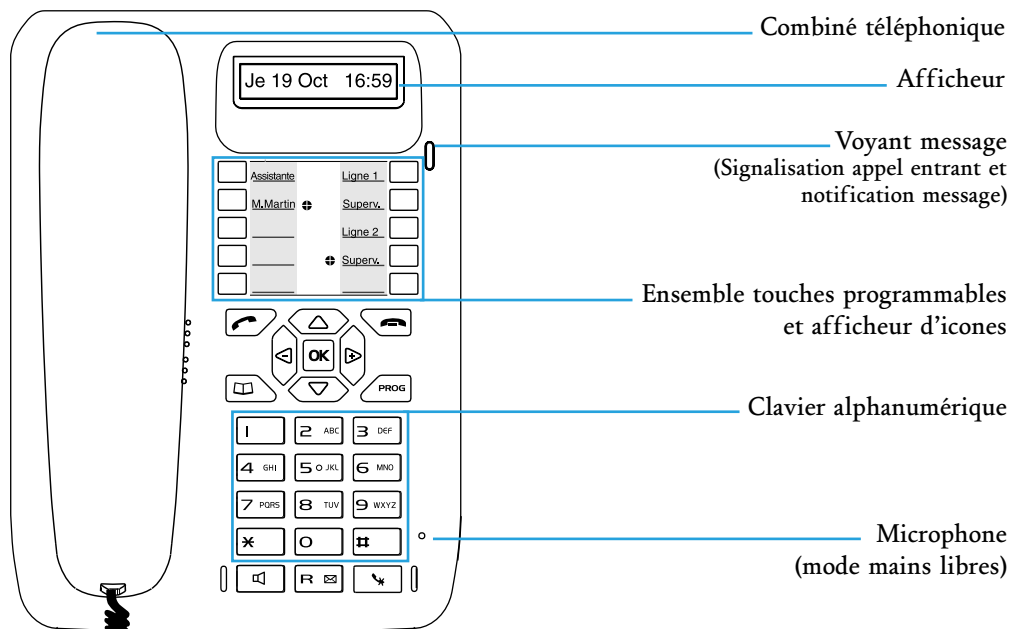 Combiné téléphonique
Je 19 Oct 16:59
Afficheur
Voyant message
(Signalisation appel entrant et
notification message)
Assistante Ligne 1
M.Martin Superv.
Ligne 2
Superv.
Ensemble touches programmables
et afficheur d'icones
OK
PROG
Clavier alphanumérique
1 2 ABC 3 DEF
4 GHI 5 JKL 6 MNO
7 PQRS 8 TUV 9 WXYZ
* 0 #
Microphone
(mode mains libres)
R